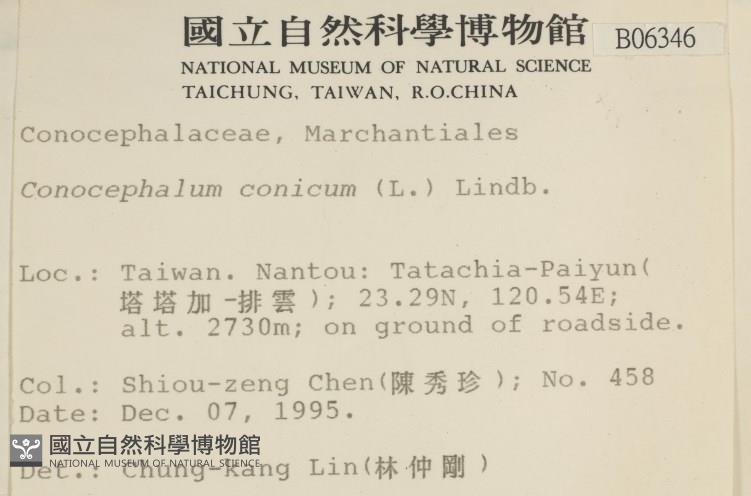 國立自然科學博物館 B06346
NATIONAL MUSEUM OF NATURAL SCIENCE
TAICHUNG, TAIWAN, R.O.CHINA
Conocephalaceae, Marchantiales
Conocephalum conicum (L.) Lindb.
Loc.: Taiwan. Nantou: Tatachia-Paiyun(
塔塔加-排雲); 23.29N, 120.54E;
alt. 2730m; on ground of roadside.
Col.: Shiou-zeng Chen(陳秀珍); No. 458
Date: Dec. 07, 1995.
國立自然科學博物館
NATIONAL MUSEUM OF NATURAL SCIENCE
Det.: Chung-kang Lin(林仲剛)